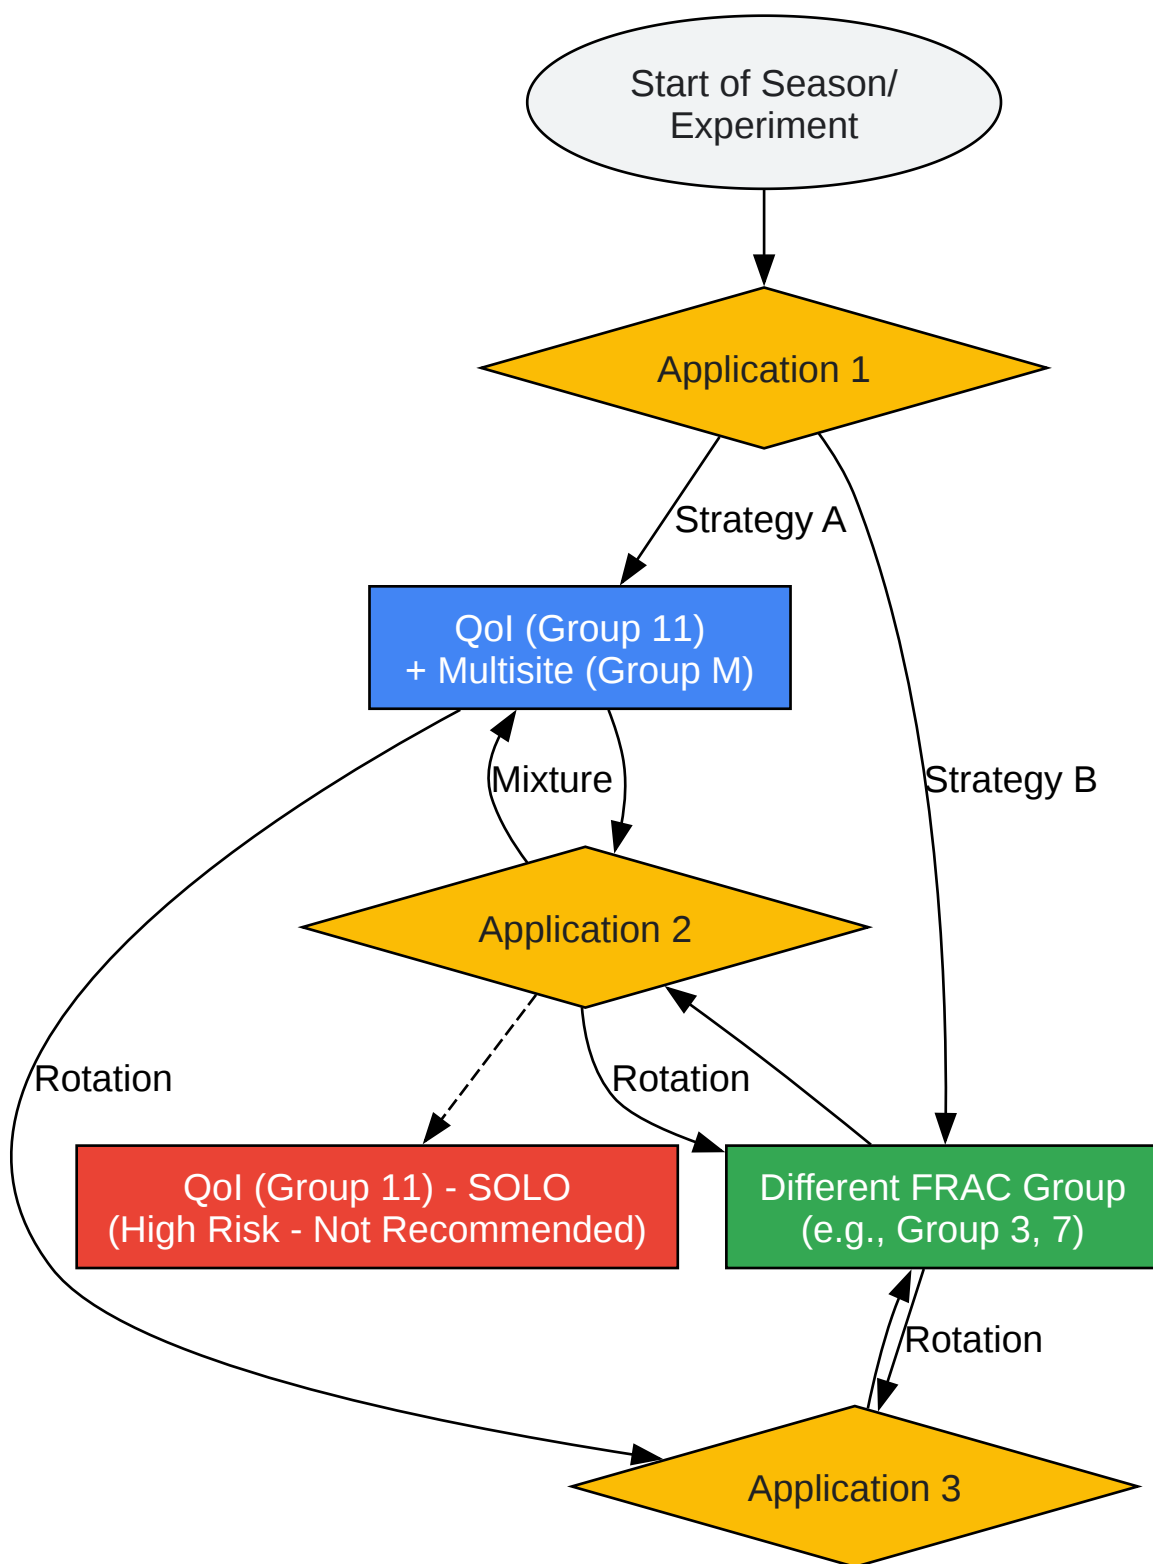 Start of Season/
Experiment
Application 1
Strategy A
QoI (Group 11)
+ Multisite (Group M)
Mixture
Strategy B
Application 2
Rotation
Rotation
QoI (Group 11) - SOLO
(High Risk - Not Recommended)
Different FRAC Group
(e.g., Group 3, 7)
Rotation
Application 3